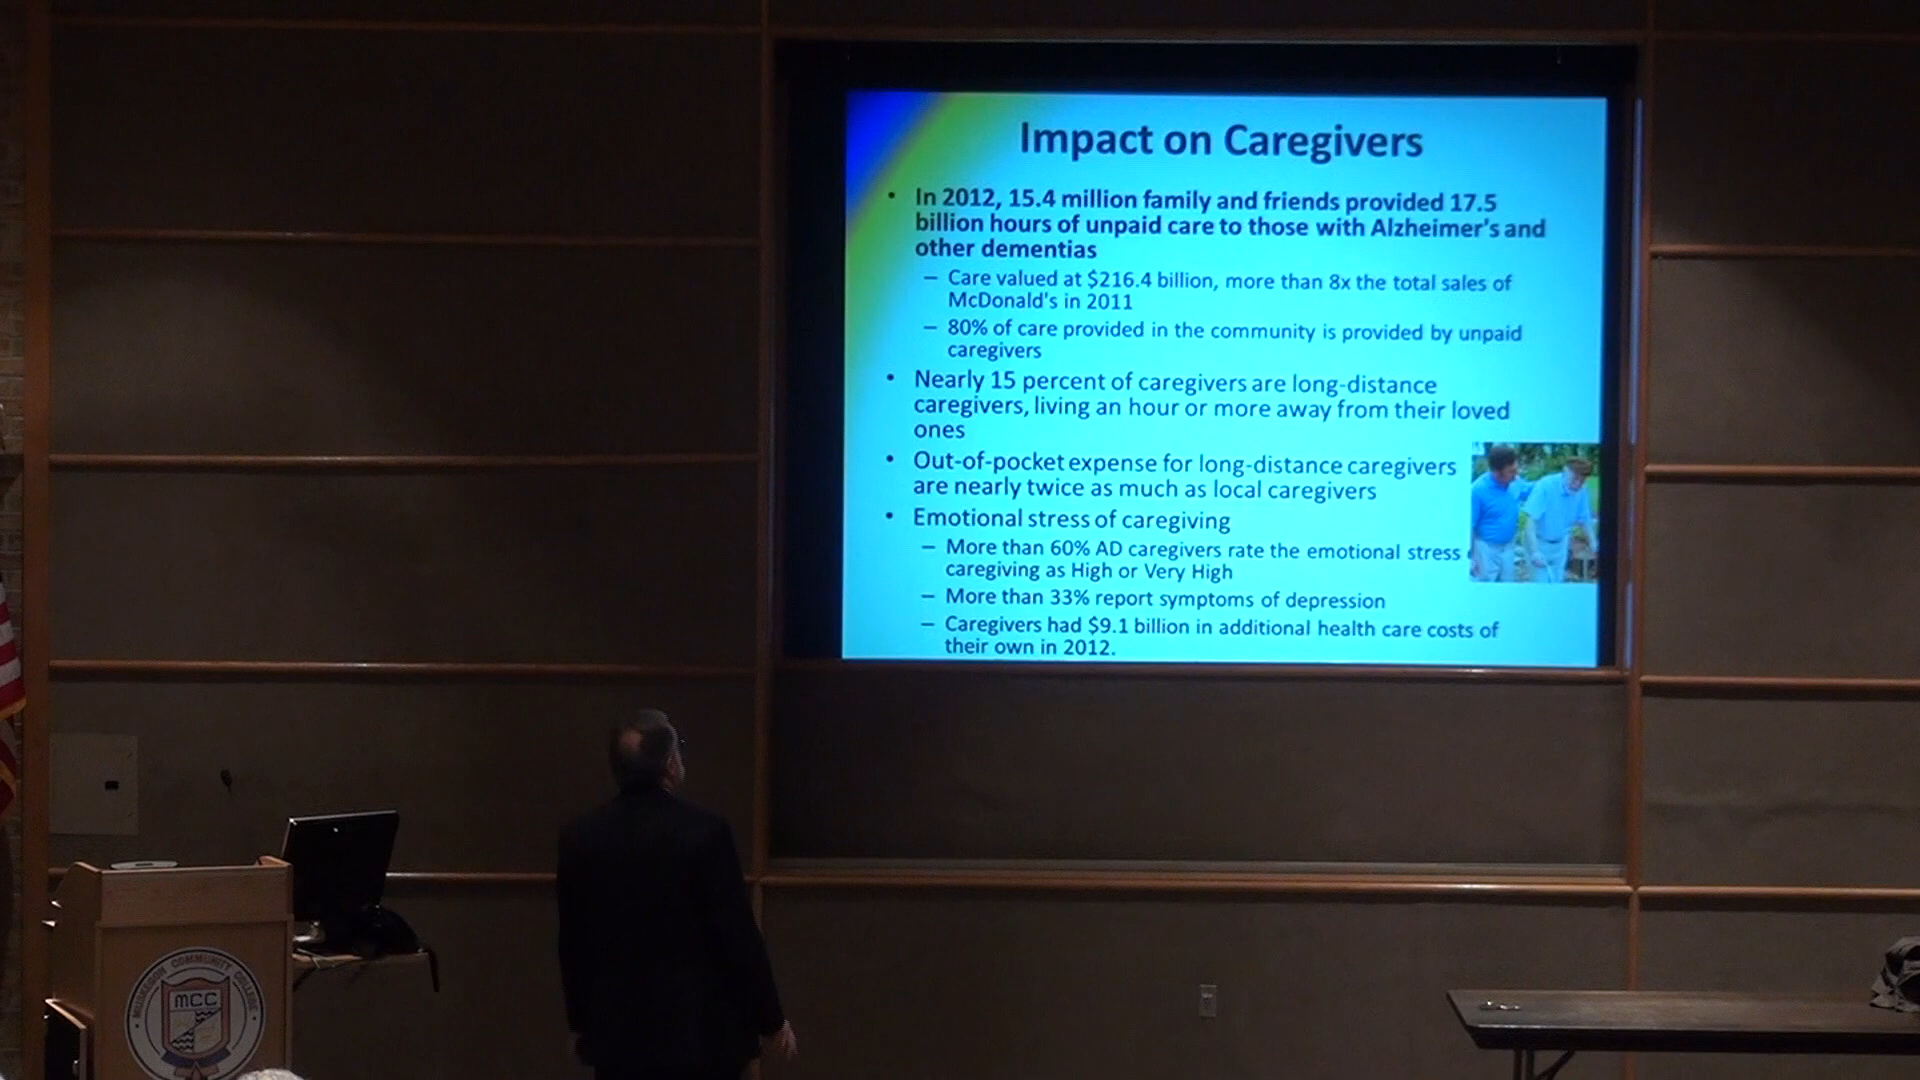 Impact on Caregivers
• In 2012, 15.4 million family and friends provided 17.5
billion hours of unpaid care to those with Alzheimer's and
other dementias
– Care valued at $216.4 billion, more than 8x the total sales of
McDonald's in 2011
– 80% of care provided in the community is provided by unpaid
caregivers
• Nearly 15 percent of caregivers are long-distance
caregivers, living an hour or more away from their loved
ones
• Out-of-pocket expense for long-distance caregivers
are nearly twice as much as local caregivers
• Emotional stress of caregiving
– More than 60% AD caregivers rate the emotional stress
caregiving as High or Very High
– More than 33% report symptoms of depression
– Caregivers had $9.1 billion in additional health care costs of
their own in 2012.
MUSKEGON COMMUNITY COLLEGE
MCC